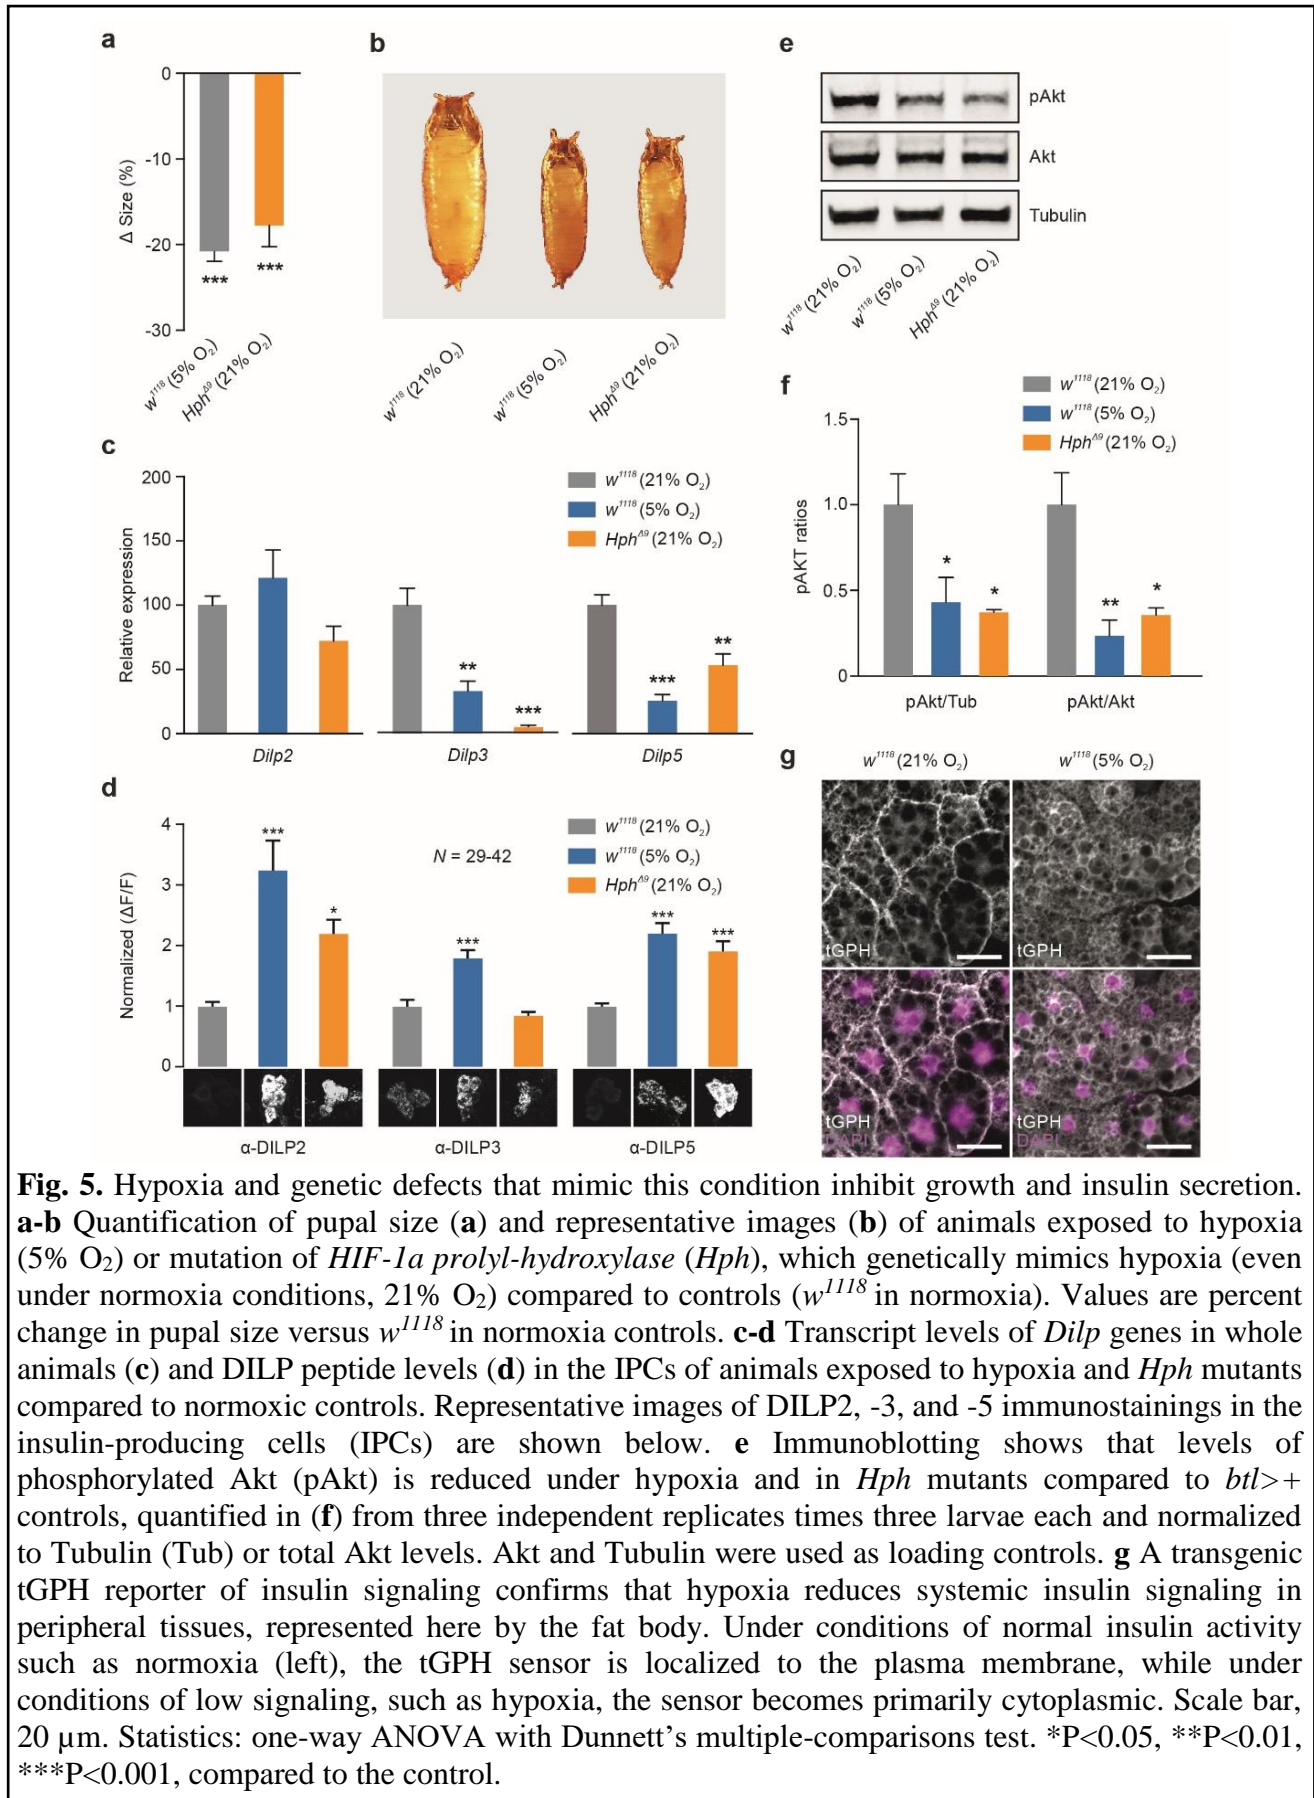 a
0
-10
-20
-30
Δ Size (%)
***
***
w¹¹¹⁸ (5% O₂)
Hph^Δ9 (21% O₂)
b
w¹¹¹⁸ (21% O₂)
w¹¹¹⁸ (5% O₂)
Hph^Δ9 (21% O₂)
e
pAkt
Akt
Tubulin
w¹¹¹⁸ (21% O₂)
w¹¹¹⁸ (5% O₂)
Hph^Δ9 (21% O₂)
c
Relative expression
200
150
100
50
0
w¹¹¹⁸ (21% O₂)
w¹¹¹⁸ (5% O₂)
Hph^Δ9 (21% O₂)
**
***
***
**
Dilp2
Dilp3
Dilp5
f
w¹¹¹⁸ (21% O₂)
w¹¹¹⁸ (5% O₂)
Hph^Δ9 (21% O₂)
pAKT ratios
1.5
1.0
0.5
0
*
*
**
*
pAkt/Tub
pAkt/Akt
d
Normalized (ΔF/F)
4
3
2
1
0
w¹¹¹⁸ (21% O₂)
w¹¹¹⁸ (5% O₂)
Hph^Δ9 (21% O₂)
N = 29-42
***
*
***
***
***
α-DILP2
α-DILP3
α-DILP5
g
w¹¹¹⁸ (21% O₂)
w¹¹¹⁸ (5% O₂)
tGPH
tGPH
tGPH
DAPI
tGPH
DAPI
Fig. 5. Hypoxia and genetic defects that mimic this condition inhibit growth and insulin secretion.
a-b Quantification of pupal size (a) and representative images (b) of animals exposed to hypoxia
(5% O₂) or mutation of HIF-1a prolyl-hydroxylase (Hph), which genetically mimics hypoxia (even
under normoxia conditions, 21% O₂) compared to controls (w¹¹¹⁸ in normoxia). Values are percent
change in pupal size versus w¹¹¹⁸ in normoxia controls. c-d Transcript levels of Dilp genes in whole
animals (c) and DILP peptide levels (d) in the IPCs of animals exposed to hypoxia and Hph mutants
compared to normoxic controls. Representative images of DILP2, -3, and -5 immunostainings in the
insulin-producing cells (IPCs) are shown below. e Immunoblotting shows that levels of
phosphorylated Akt (pAkt) is reduced under hypoxia and in Hph mutants compared to btl>+
controls, quantified in (f) from three independent replicates times three larvae each and normalized
to Tubulin (Tub) or total Akt levels. Akt and Tubulin were used as loading controls. g A transgenic
tGPH reporter of insulin signaling confirms that hypoxia reduces systemic insulin signaling in
peripheral tissues, represented here by the fat body. Under conditions of normal insulin activity
such as normoxia (left), the tGPH sensor is localized to the plasma membrane, while under
conditions of low signaling, such as hypoxia, the sensor becomes primarily cytoplasmic. Scale bar,
20 µm. Statistics: one-way ANOVA with Dunnett's multiple-comparisons test. *P<0.05, **P<0.01,
***P<0.001, compared to the control.